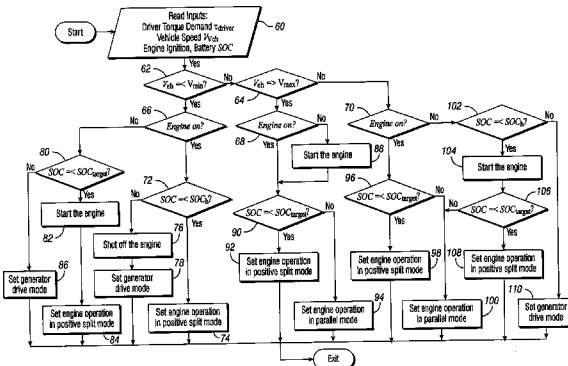 Start
Read Inputs:
Driver Torque Demand τdriver
Vehicle Speed Vveh
Engine Ignition, Battery SOC
60
Yes
62
Veh =< Vmin?
No
Veh => Vmax?
No
64
Yes
Yes
66
Engine on?
No
Yes
Engine on?
No
68
Yes
88
Start the engine
70
Engine on?
No
Yes
102
SOC =< SOCh?
No
Yes
104
Start the engine
80
SOC =< SOCtarget?
No
Yes
72
SOC =< SOCh?
No
Yes
96
SOC =< SOCtarget?
No
Yes
106
SOC =< SOCtarget?
No
Yes
Start the engine
82
SOC =< SOCtarget?
No
90
Yes
76
Shut off the engine
92
Set engine operation
in positive split mode
98
Set engine operation
in positive split mode
108
Set engine operation
in positive split mode
86
Set generator
drive mode
78
Set generator
drive mode
Set engine operation
in positive split mode
84
Set engine operation
in positive split mode
74
Set engine operation
in parallel mode
94
Set engine operation
in parallel mode
100
Set generator
drive mode
110
Exit